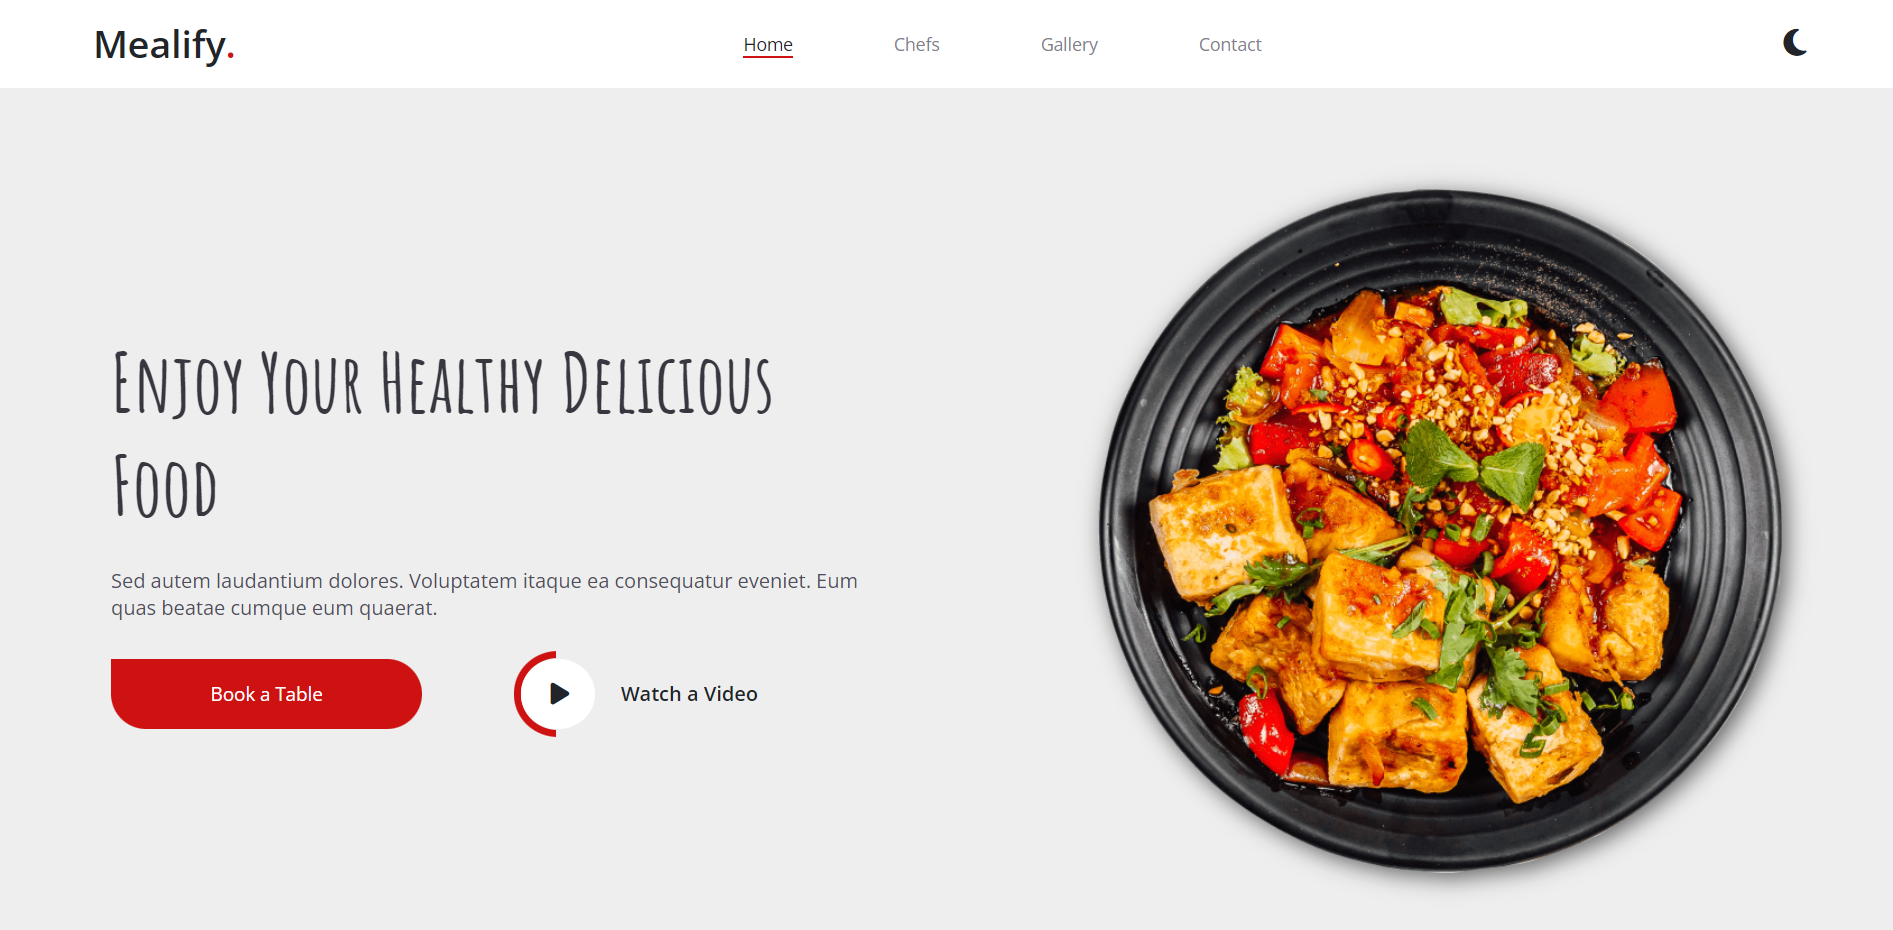 Mealify.
Home
Chefs
Gallery
Contact
Enjoy Your Healthy Delicious
Food
Sed autem laudantium dolores. Voluptatem itaque ea consequatur eveniet. Eum
quas beatae cumque eum quaerat.
Book a Table
Watch a Video